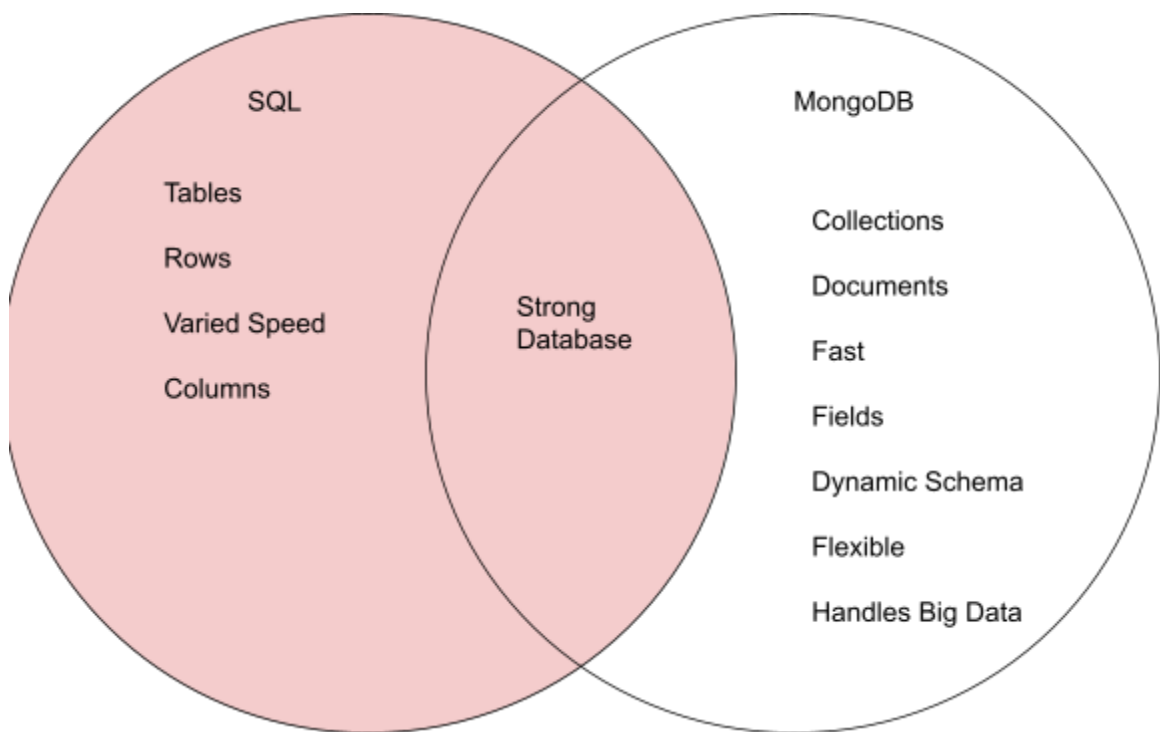 SQL
Tables
Rows
Varied Speed
Columns
Strong
Database
MongoDB
Collections
Documents
Fast
Fields
Dynamic Schema
Flexible
Handles Big Data